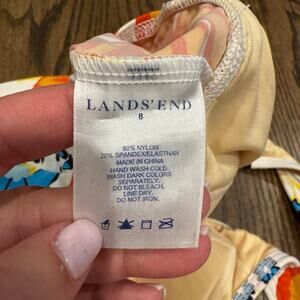 LANDS' END
8
80% NYLON
20% SPANDEX/ELASTHAN
MADE IN CHINA
HAND WASH COLD.
WASH DARK COLORS
SEPARATELY.
DO NOT BLEACH.
LINE DRY.
DO NOT IRON.